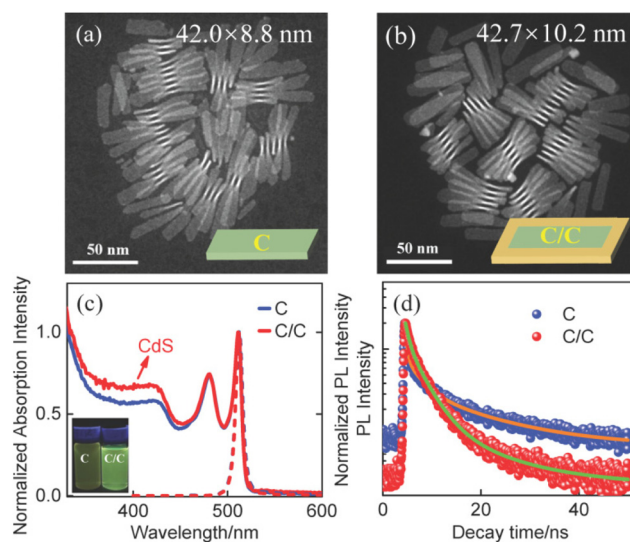 (a)
42.0×8.8 nm
C
50 nm
(b)
42.7×10.2 nm
C/C
50 nm
(c)
C
C/C
CdS
1.0
0.5
0.0
Normalized Absorption Intensity
400
500
600
Wavelength/nm
C
C/C
(d)
C
C/C
Normalized PL Intensity
PL Intensity
0
20
40
Decay time/ns